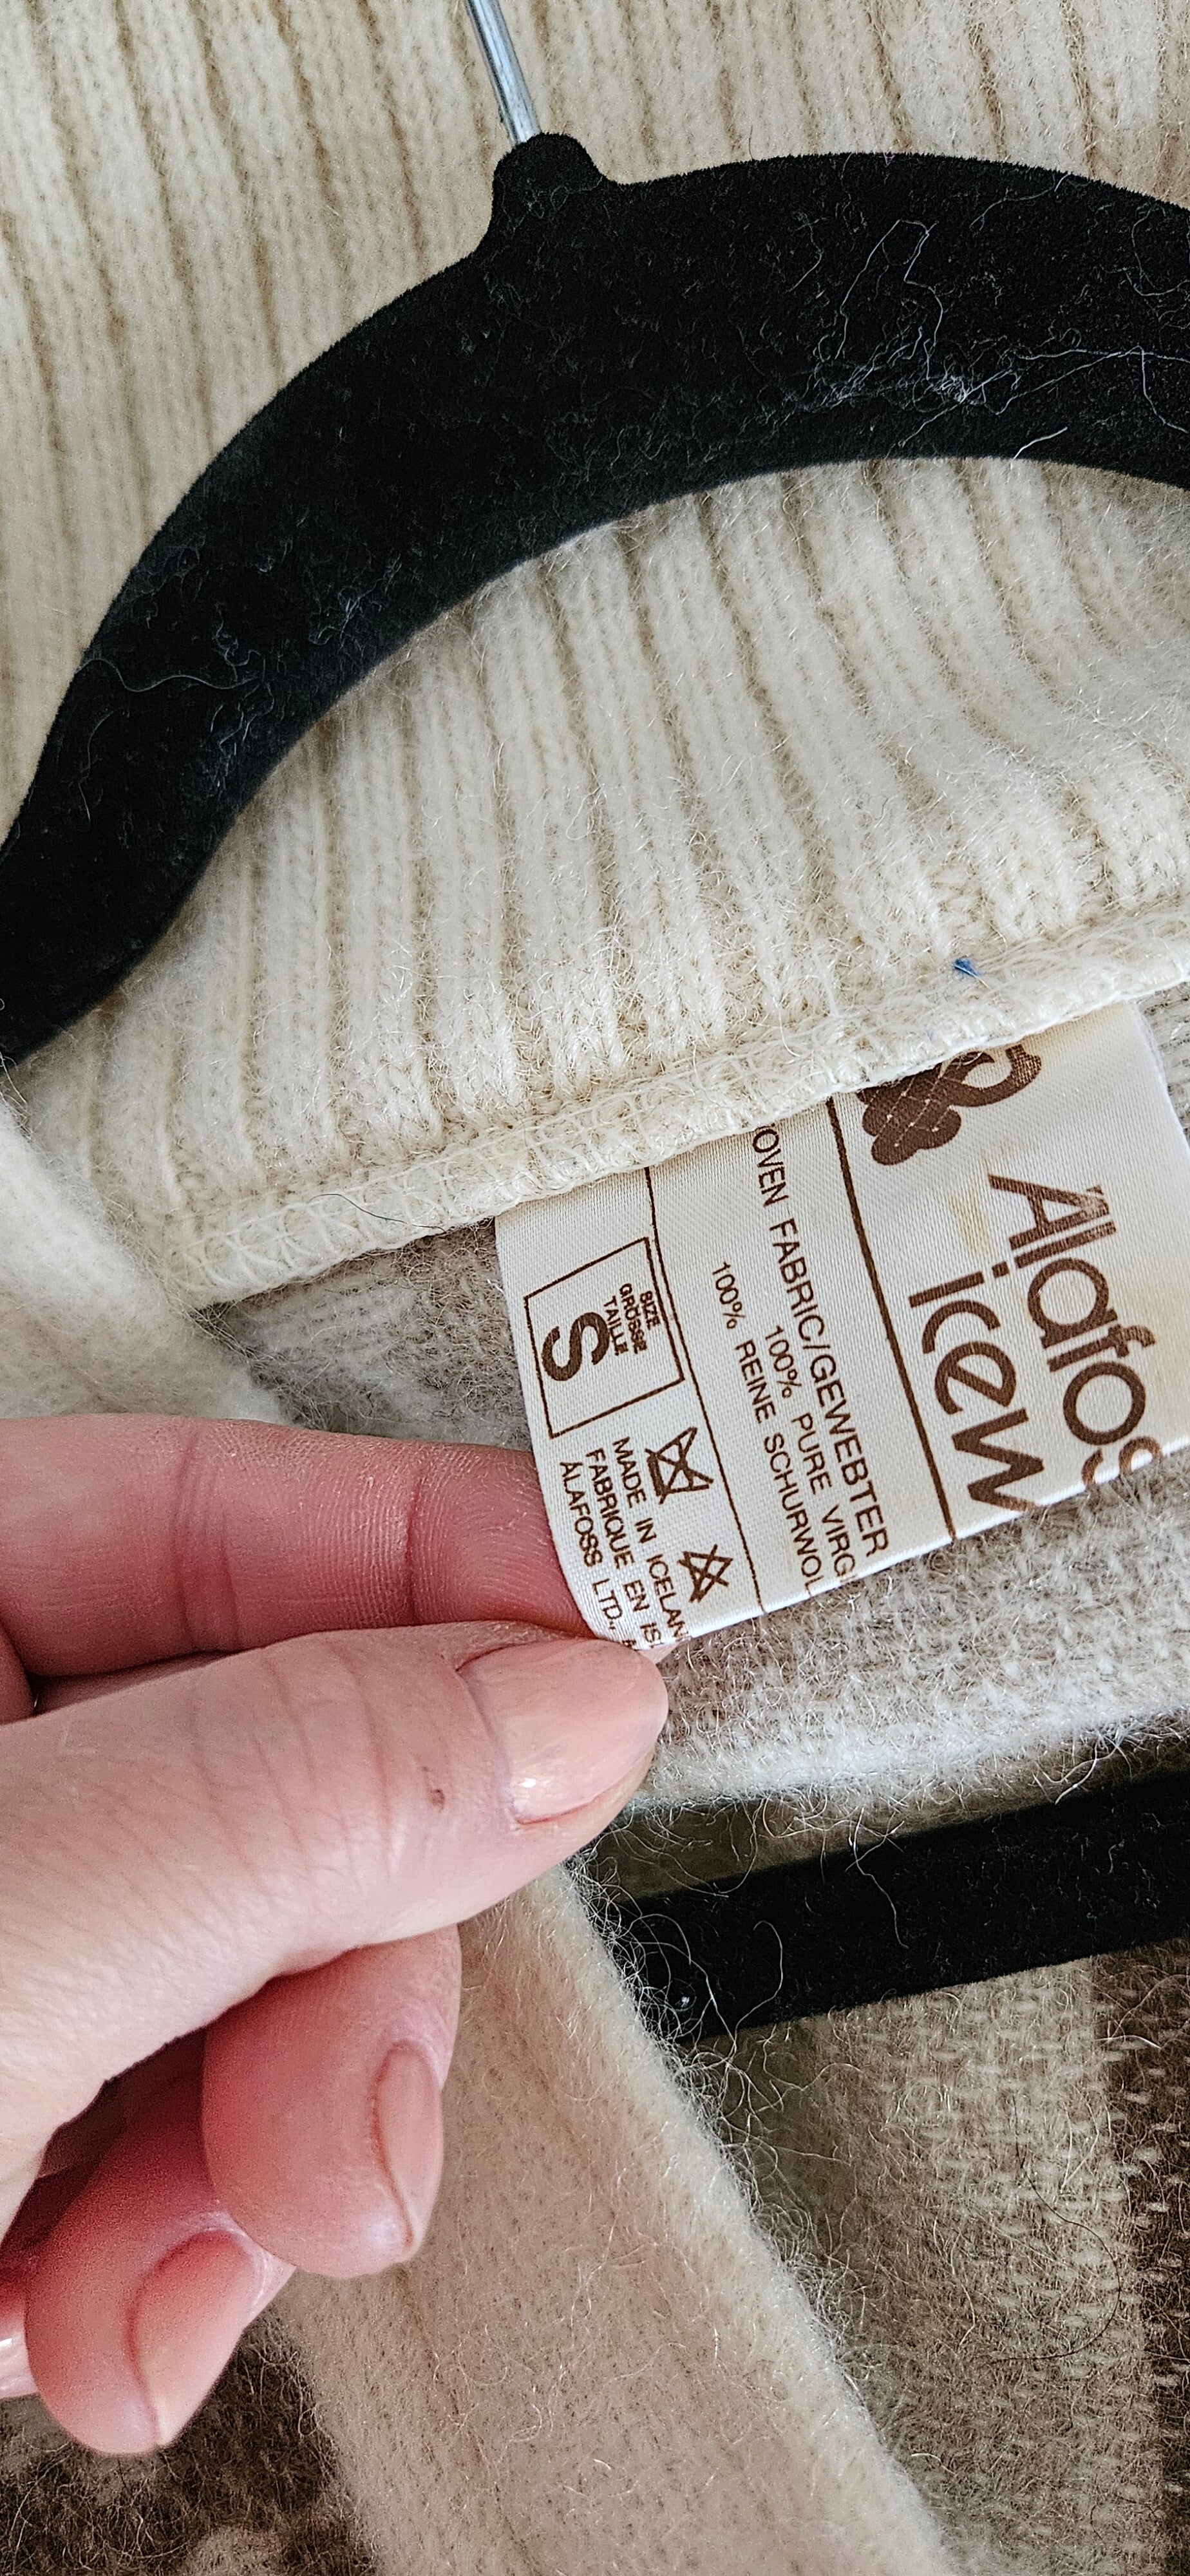 Alafoss
icew
OVEN FABRIC/GEWEBTER
100% PURE VIRG
100% REINE SCHURWOL
SIZE
GRÖSSE
TAILLE
S
MADE IN ICELAN
FABRIQUE EN IS
ÁLAFOSS LTD.,